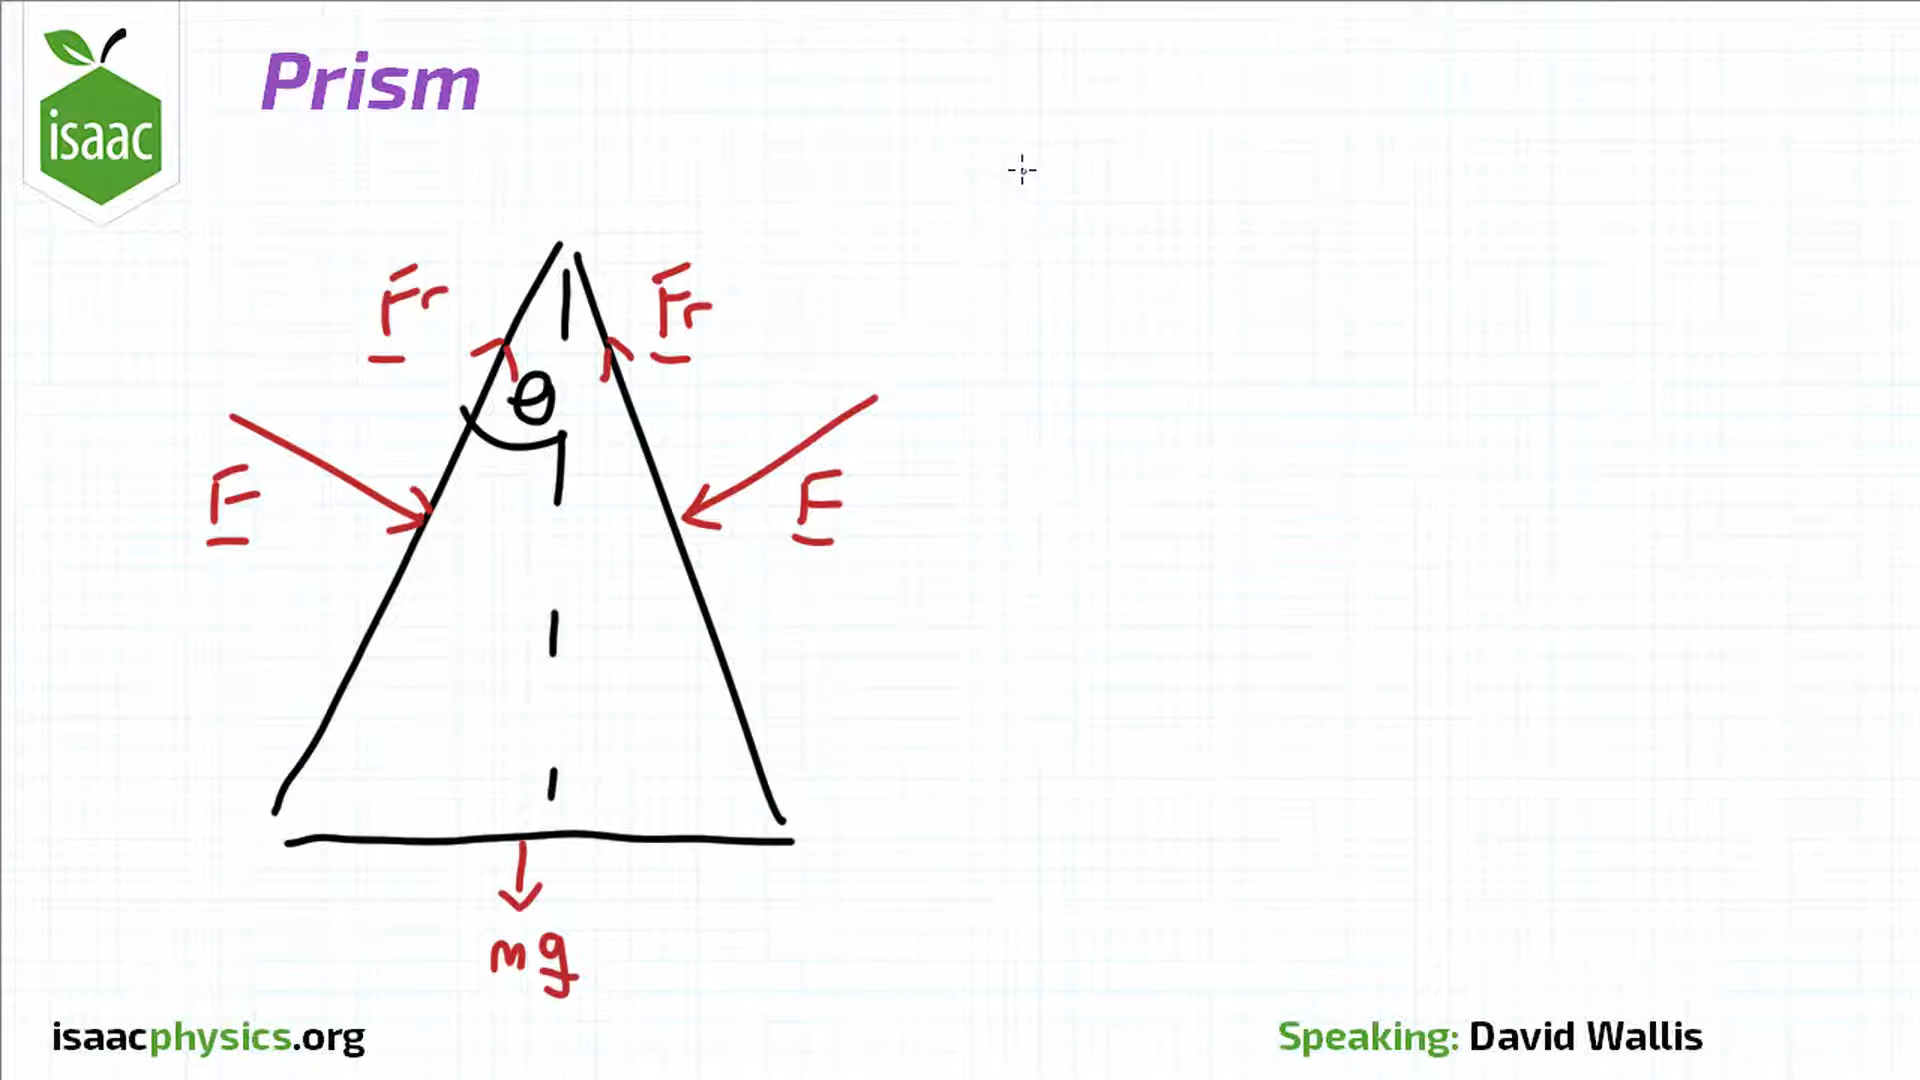 isaac
Prism
Fr
Fr
θ
F
F
mg
isaacphysics.org
Speaking: David Wallis